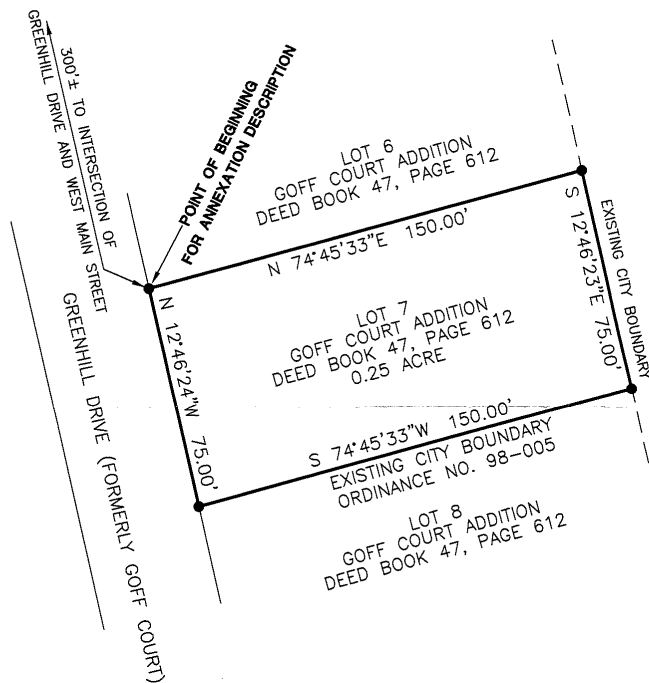 300'± TO INTERSECTION OF
GREENHILL DRIVE AND WEST MAIN STREET
POINT OF BEGINNING
FOR ANNEXATION DESCRIPTION
LOT 6
GOFF COURT ADDITION
DEED BOOK 47, PAGE 612
N 74°45'33"E 150.00'
S 12°46'23"E 75.00'
EXISTING CITY BOUNDARY
N 12°46'24"W 75.00'
LOT 7
GOFF COURT ADDITION
DEED BOOK 47, PAGE 612
0.25 ACRE
GREENHILL DRIVE (FORMERLY GOFF COURT)
S 74°45'33"W 150.00'
EXISTING CITY BOUNDARY
ORDINANCE NO. 98-005
LOT 8
GOFF COURT ADDITION
DEED BOOK 47, PAGE 612